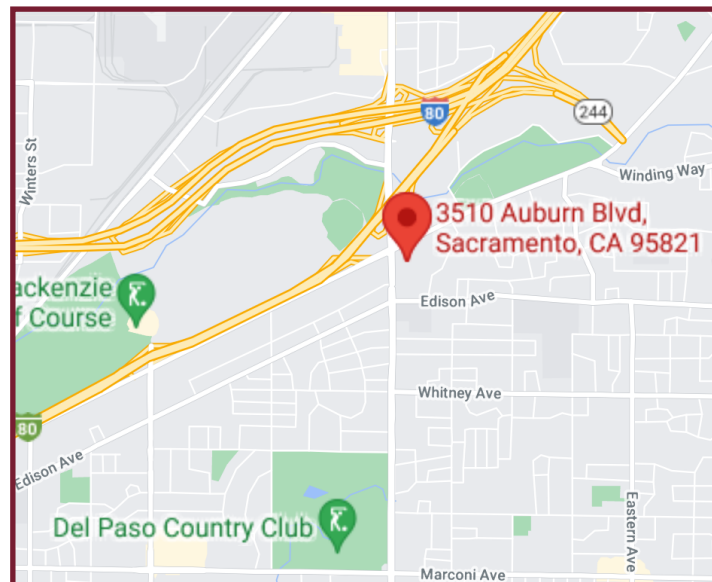 80
244
Winters St
Winding Way
3510 Auburn Blvd,
Sacramento, CA 95821
ackenzie
f Course
Edison Ave
Whitney Ave
80
Edison Ave
Del Paso Country Club
Eastern Ave
Marconi Ave